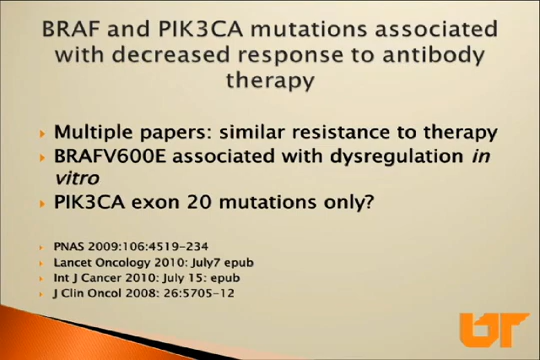 BRAF and PIK3CA mutations associated
with decreased response to antibody
therapy
Multiple papers: similar resistance to therapy
BRAFV600E associated with dysregulation in
vitro
PIK3CA exon 20 mutations only?
PNAS 2009:106:4519-234
Lancet Oncology 2010: July7 epub
Int J Cancer 2010: July 15: epub
J Clin Oncol 2008: 26:5705-12
UT